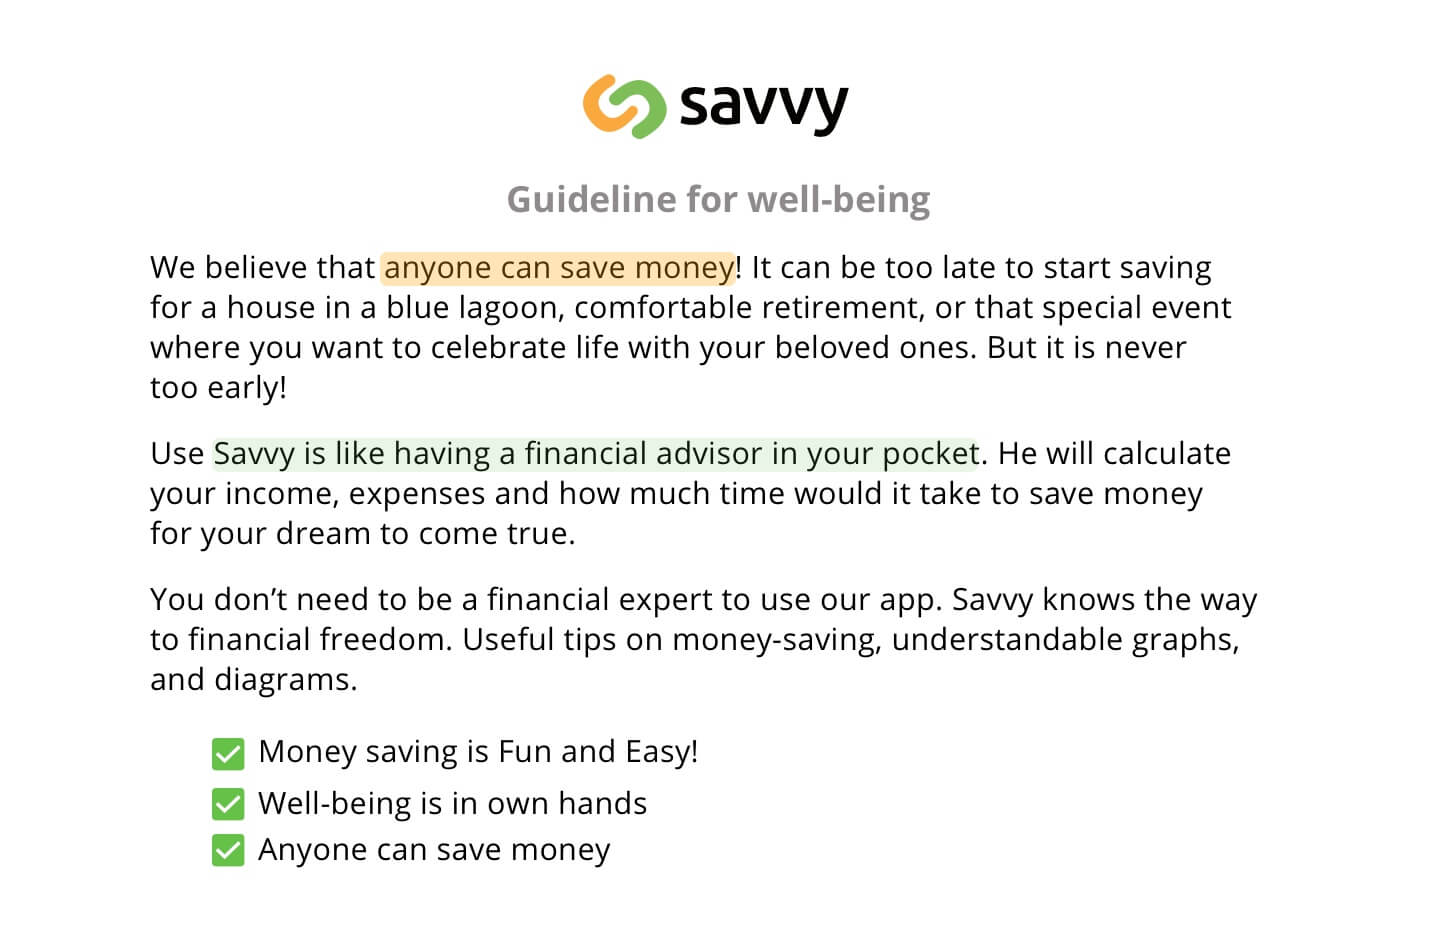 savvy
Guideline for well-being
We believe that anyone can save money! It can be too late to start saving
for a house in a blue lagoon, comfortable retirement, or that special event
where you want to celebrate life with your beloved ones. But it is never
too early!
Use Savvy is like having a financial advisor in your pocket. He will calculate
your income, expenses and how much time would it take to save money
for your dream to come true.
You don’t need to be a financial expert to use our app. Savvy knows the way
to financial freedom. Useful tips on money-saving, understandable graphs,
and diagrams.
Money saving is Fun and Easy!
Well-being is in own hands
Anyone can save money